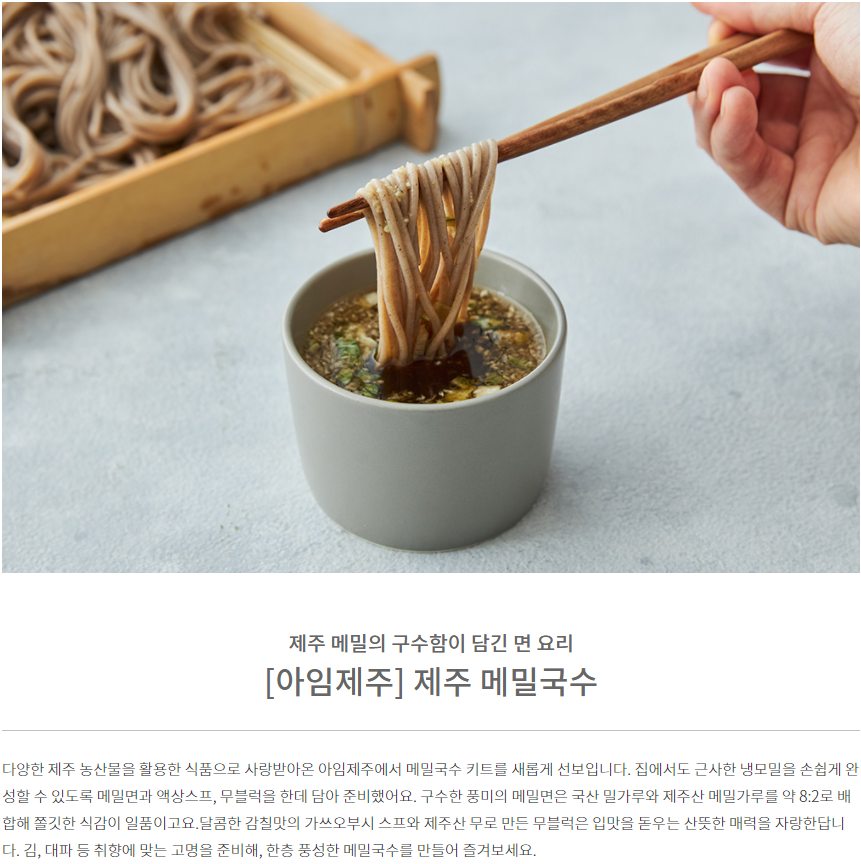 제주 메밀의 구수함이 담긴 면 요리
[아임제주] 제주 메밀국수
다양한 제주 농산물을 활용한 식품으로 사랑받아온 아임제주에서 메밀국수 키트를 새롭게 선보입니다. 집에서도 근사한 냉모밀을 손쉽게 완
성할 수 있도록 메밀면과 액상스프, 무블럭을 한데 담아 준비했어요. 구수한 풍미의 메밀면은 국산 밀가루와 제주산 메밀가루를 약 8:2로 배
합해 쫄깃한 식감이 일품이고요.달콤한 감칠맛의 가쓰오부시 스프와 제주산 무로 만든 무블럭은 입맛을 돋우는 산뜻한 매력을 자랑한답니
다. 김, 대파 등 취향에 맞는 고명을 준비해, 한층 풍성한 메밀국수를 만들어 즐겨보세요.